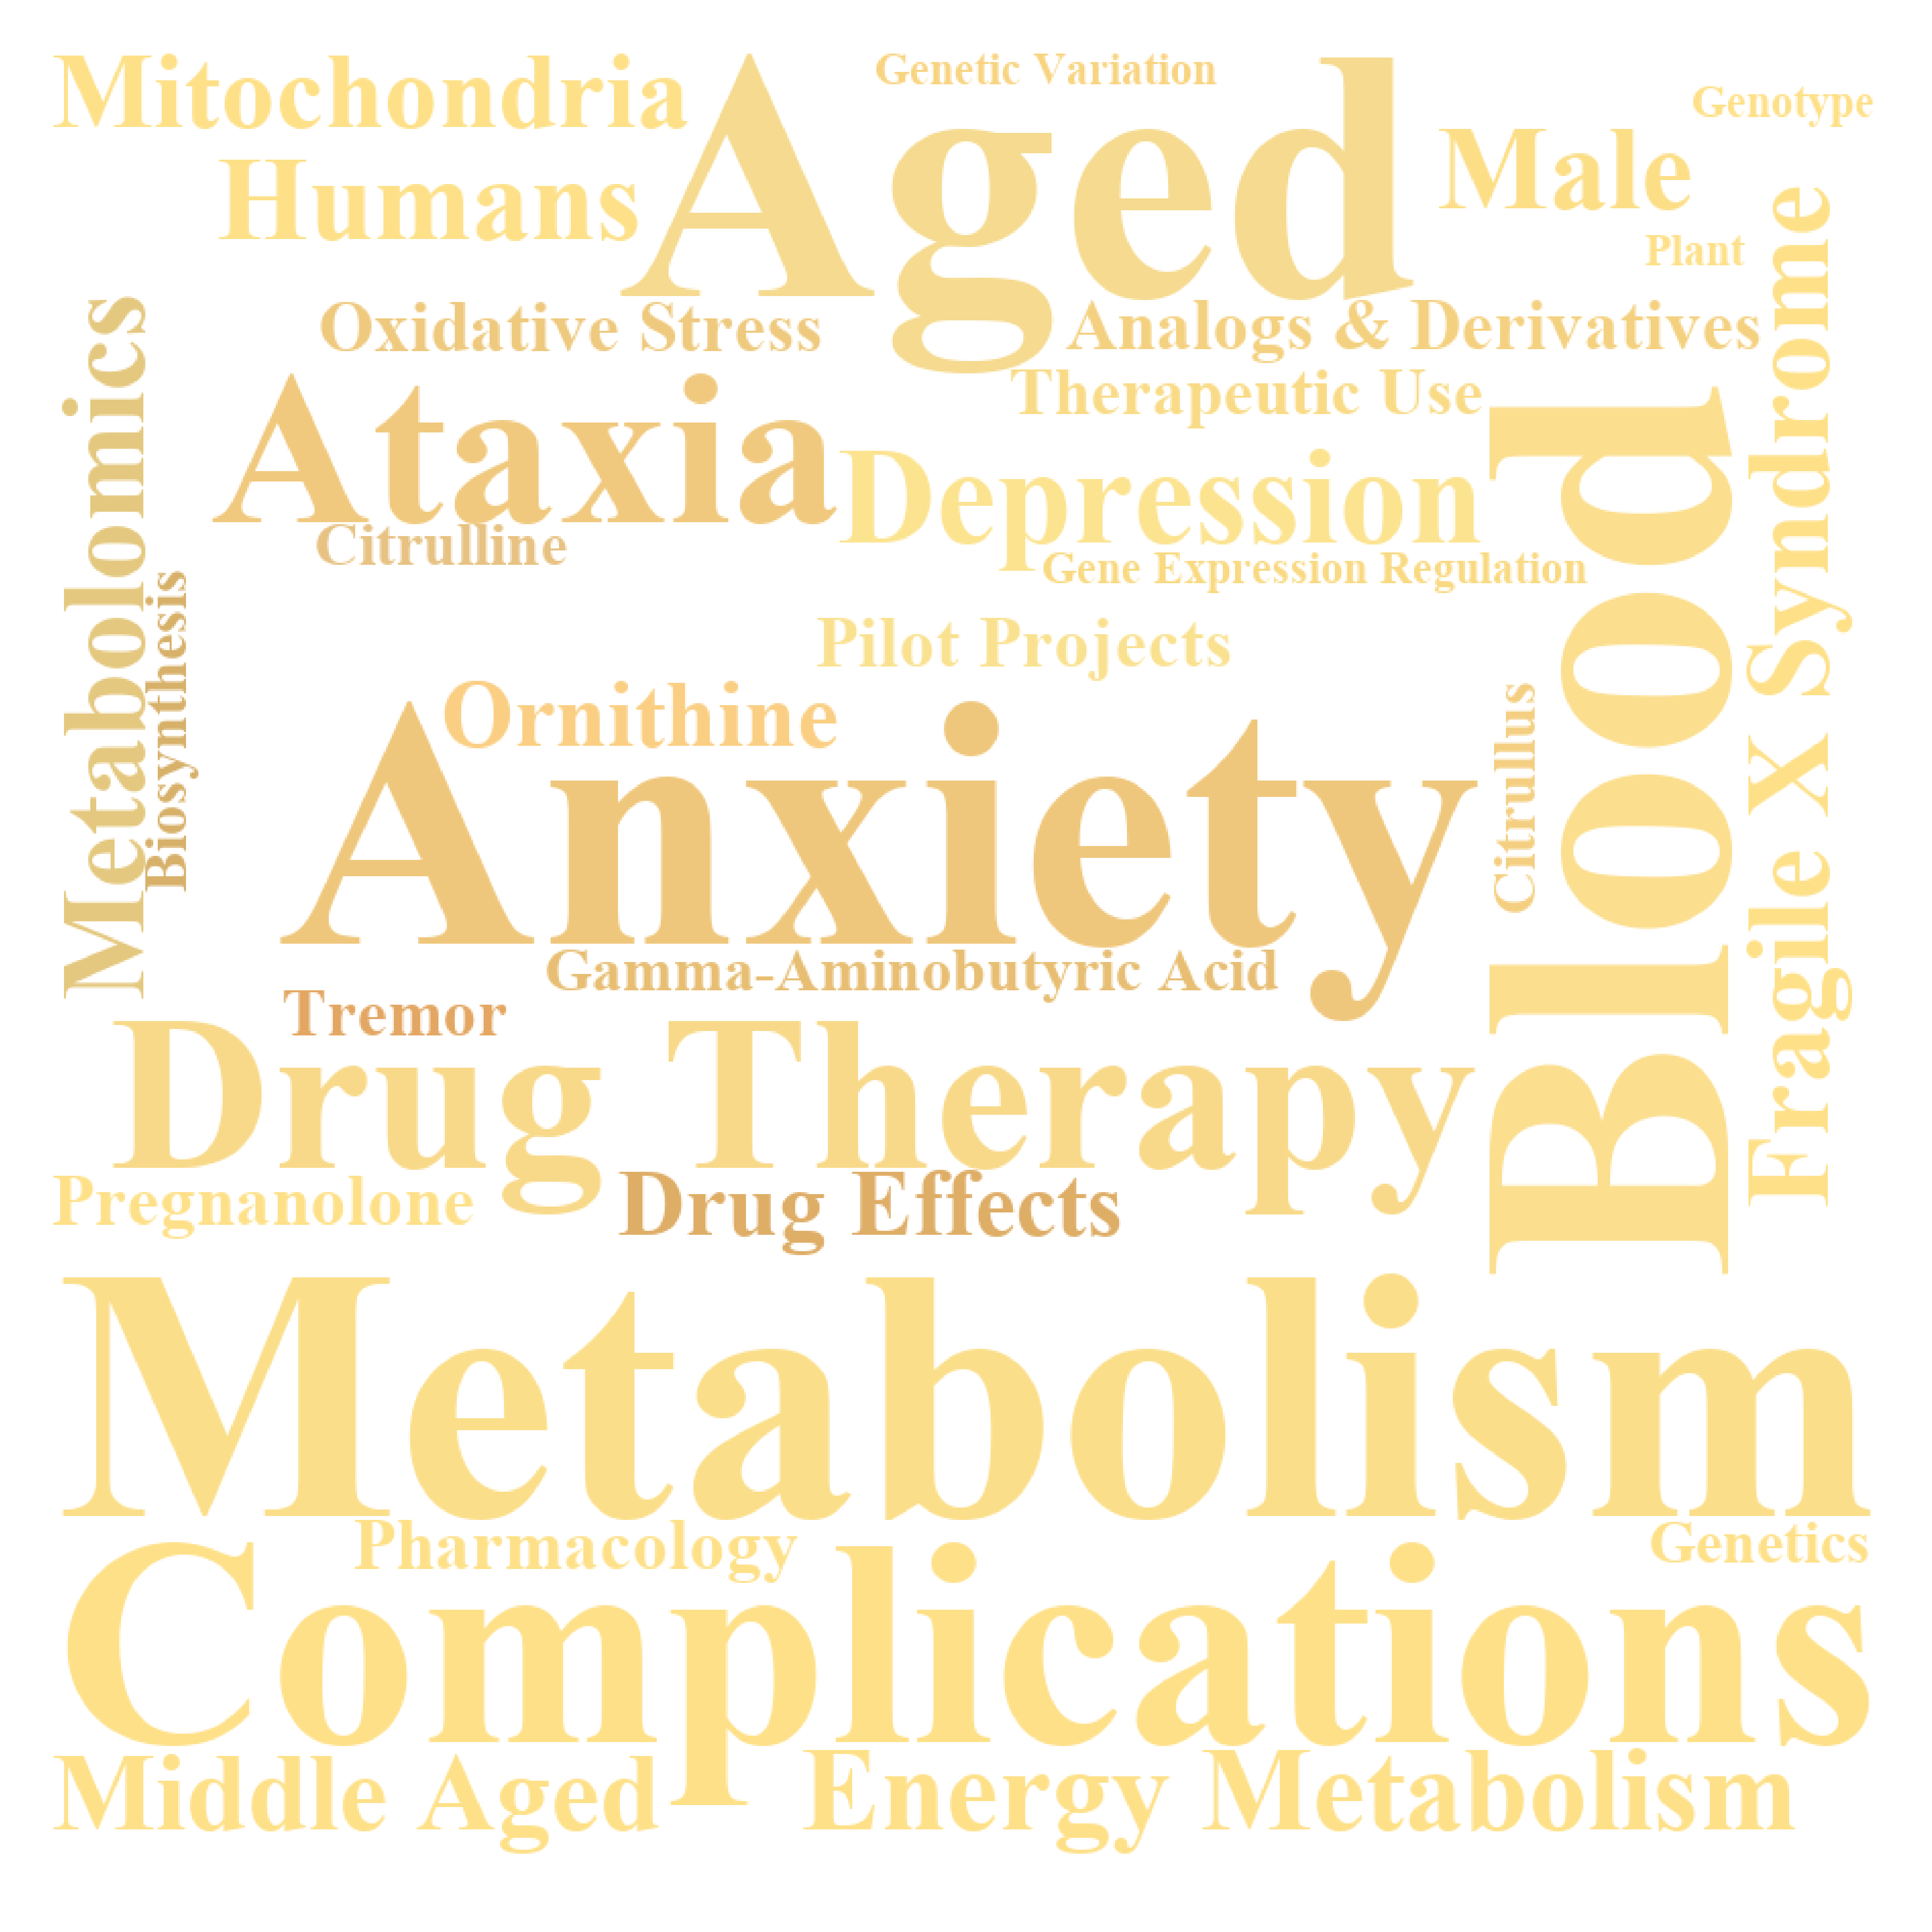 Mitochondria
Genetic Variation
Aged
Genotype
Humans
Male
Plant
Oxidative Stress
Analogs & Derivatives
Metabolomics
Ataxia
Therapeutic Use
Fragile X Syndrome
Depression
Citrulline
Gene Expression Regulation
Biosynthesis
Pilot Projects
Blood
Ornithine
Citrullus
Anxiety
Gamma-Aminobutyric Acid
Tremor
Drug Therapy
Pregnanolone
Drug Effects
Metabolism
Pharmacology
Genetics
Complications
Middle Aged
Energy Metabolism